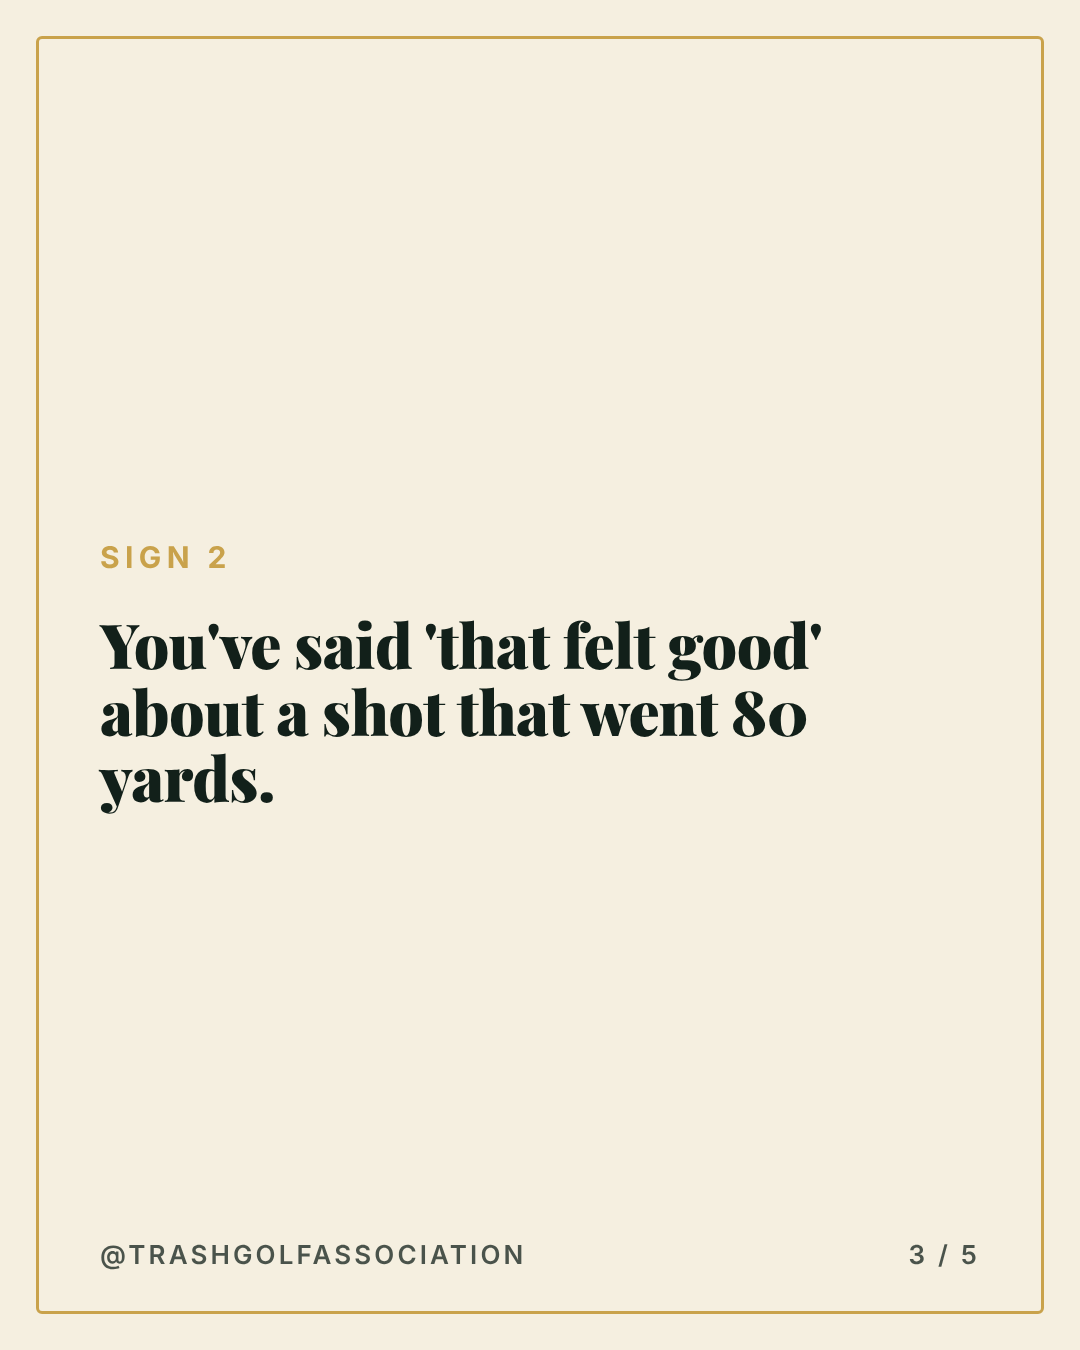 SIGN 2
You've said 'that felt good'
about a shot that went 80
yards.
@TRASHGOLFASSOCIATION
3 / 5